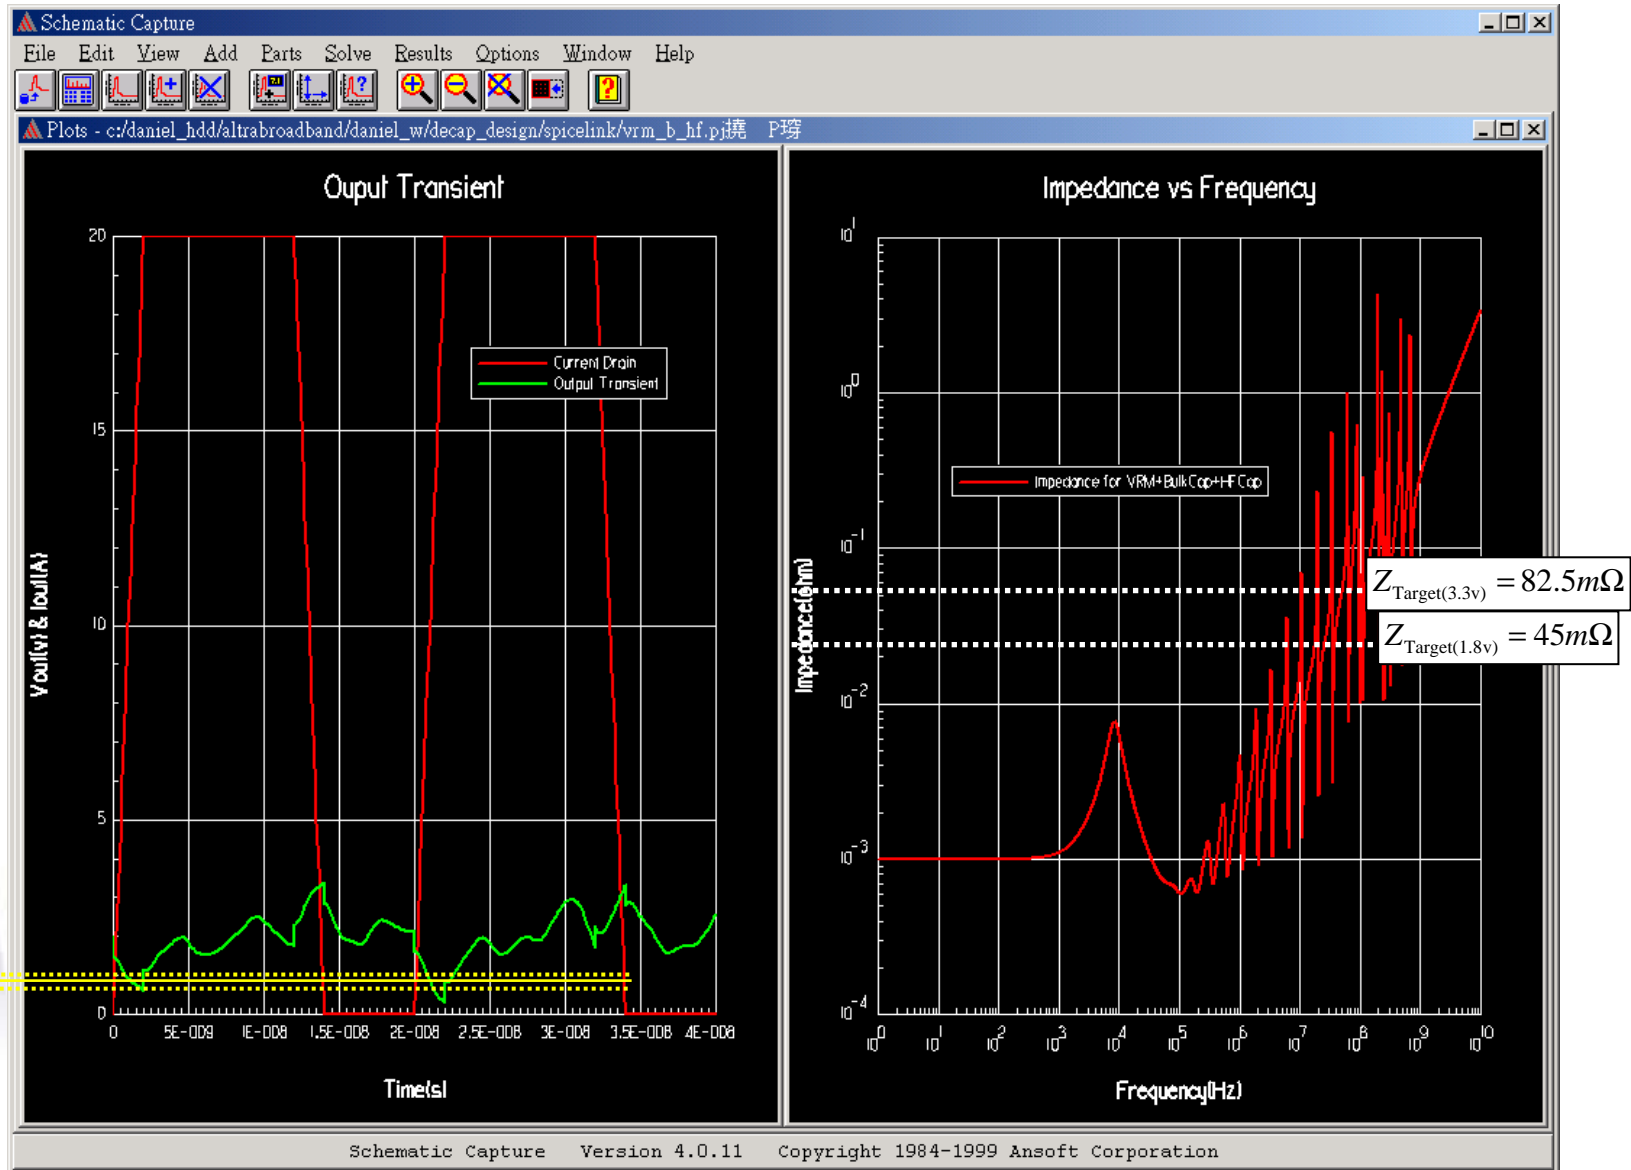 Schematic Capture
File Edit View Add Parts Solve Results Options Window Help
Plots - c:/daniel_hdd/altrabroadband/daniel_w/decap_design/spicelink/vrm_b_hf.pj撓 P琈
Ouput Transient
20
15
10
5
0
Vout(v) & Iout(A)
Current Drain
Output Transient
0 5E-009 1E-008 1.5E-008 2E-008 2.5E-008 3E-008 3.5E-008 4E-008
Time(s)
Impedance vs Frequency
10^1
10^0
10^-1
10^-2
10^-3
10^-4
Impedance(ohm)
Impedance for VRM+BulkCap+HFCap
Z_Target(3.3v) = 82.5mΩ
Z_Target(1.8v) = 45mΩ
10^0 10^1 10^2 10^3 10^4 10^5 10^6 10^7 10^8 10^9 10^10
Frequency(Hz)
Schematic Capture Version 4.0.11 Copyright 1984-1999 Ansoft Corporation